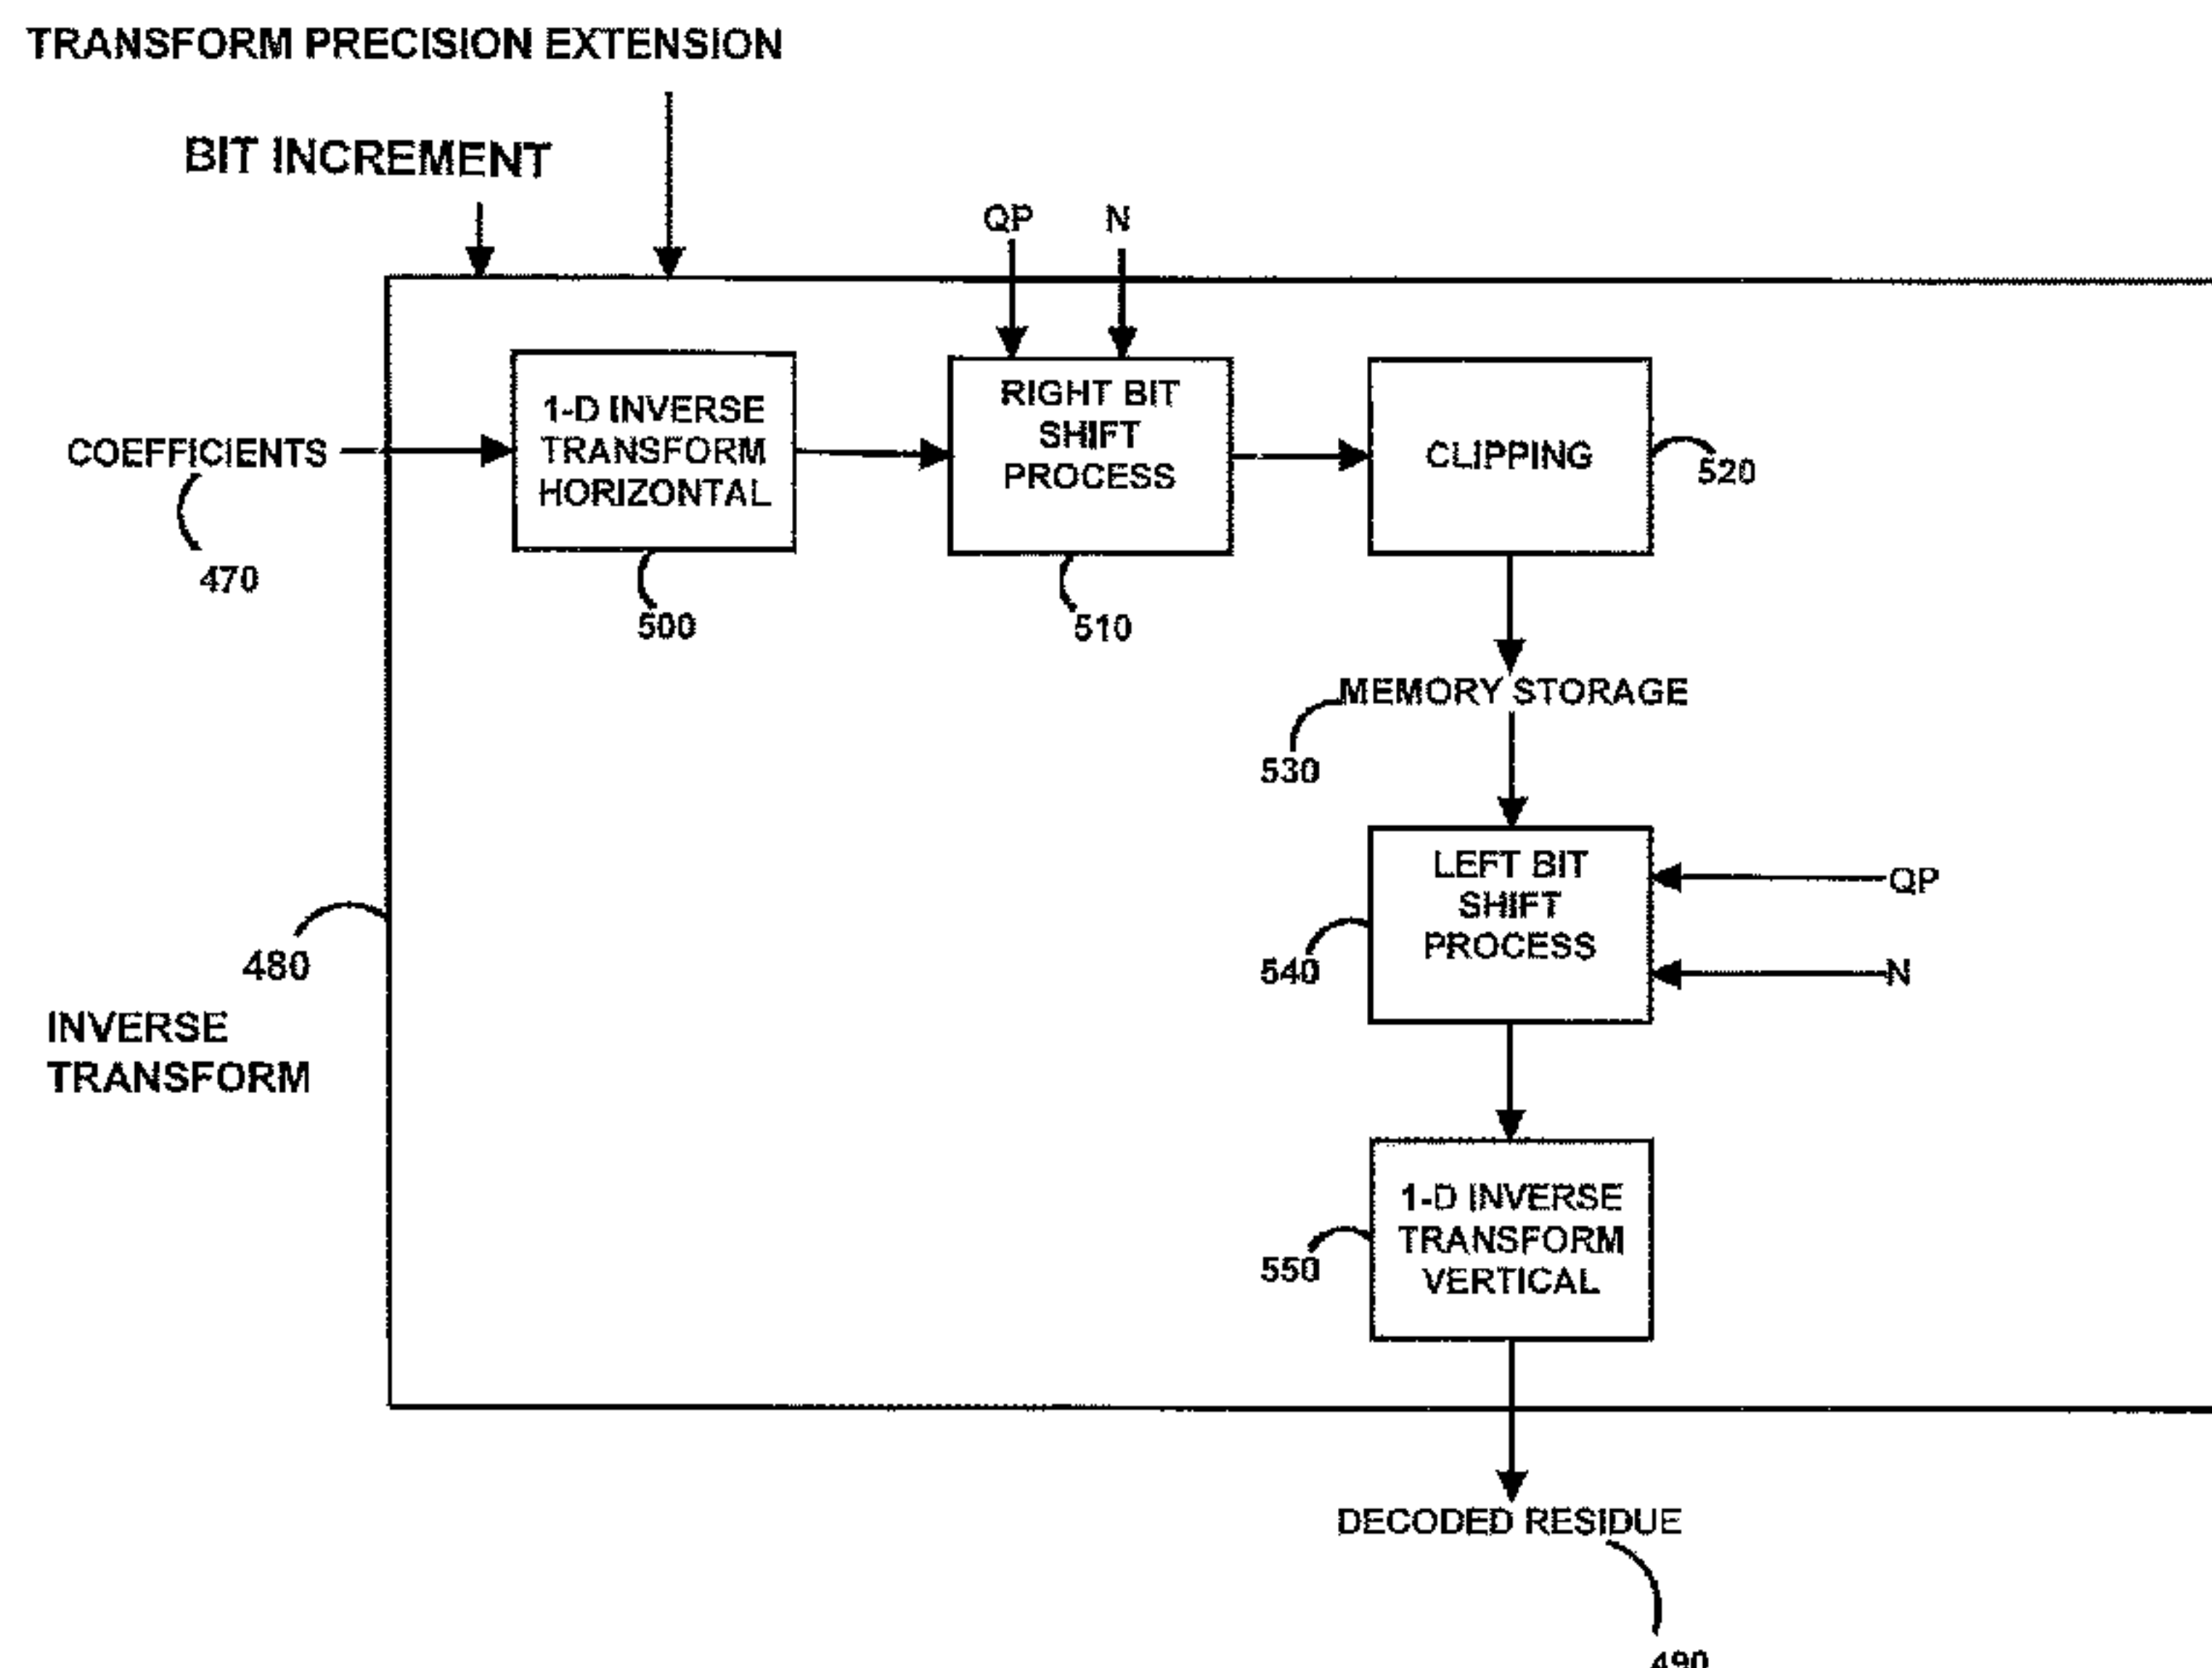 TRANSFORM PRECISION EXTENSION
BIT INCREMENT
QP
N
1-D INVERSE
TRANSFORM
HORIZONTAL
RIGHT BIT
SHIFT
PROCESS
CLIPPING
520
COEFFICIENTS
470
500
510
MEMORY STORAGE
530
LEFT BIT
SHIFT
PROCESS
QP
N
540
480
INVERSE
TRANSFORM
1-D INVERSE
TRANSFORM
VERTICAL
550
DECODED RESIDUE
490